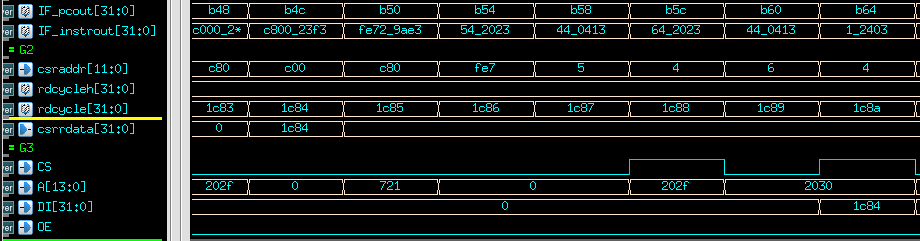 IF_pcout[31:0] b48 b4c b50 b54 b58 b5c b60 b64
IF_instrout[31:0] c000_2* c800_23f3 fe72_9ae3 54_2023 44_0413 64_2023 44_0413 1_2403
= G2
csraddr[11:0] c80 c00 c80 fe7 5 4 6 4
rdcycleh[31:0]
rdcycle[31:0] 1c83 1c84 1c85 1c86 1c87 1c88 1c89 1c8a
csrrdata[31:0] 0 1c84
= G3
CS
A[13:0] 202f 0 721 0 202f 2030
DI[31:0] 0 1c84
OE